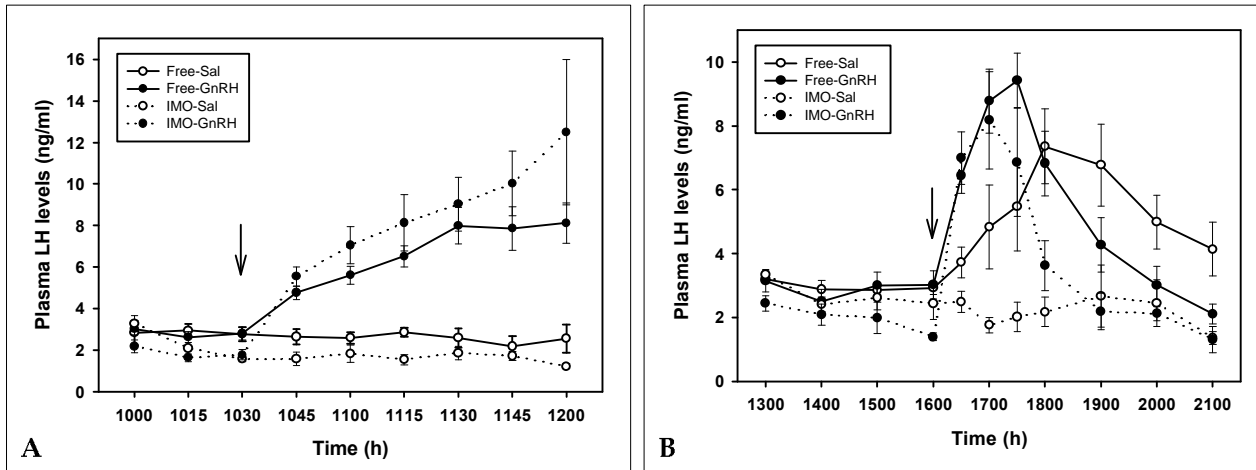 Plasma LH levels (ng/ml)
16
14
12
10
8
6
4
2
0
Free-Sal
Free-GnRH
IMO-Sal
IMO-GnRH
1000 1015 1030 1045 1100 1115 1130 1145 1200
Time (h)
A
Plasma LH levels (ng/ml)
10
8
6
4
2
0
Free-Sal
Free-GnRH
IMO-Sal
IMO-GnRH
1300 1400 1500 1600 1700 1800 1900 2000 2100
Time (h)
B